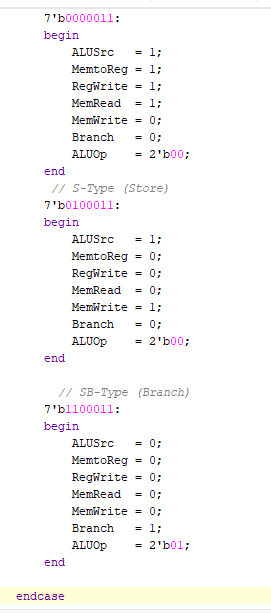 7'b0000011:
begin
ALUSrc = 1;
MemtoReg = 1;
RegWrite = 1;
MemRead = 1;
MemWrite = 0;
Branch = 0;
ALUOp = 2'b00;
end
// S-Type (Store)
7'b0100011:
begin
ALUSrc = 1;
MemtoReg = 0;
RegWrite = 0;
MemRead = 0;
MemWrite = 1;
Branch = 0;
ALUOp = 2'b00;
end
// SB-Type (Branch)
7'b1100011:
begin
ALUSrc = 0;
MemtoReg = 0;
RegWrite = 0;
MemRead = 0;
MemWrite = 0;
Branch = 1;
ALUOp = 2'b01;
end
endcase